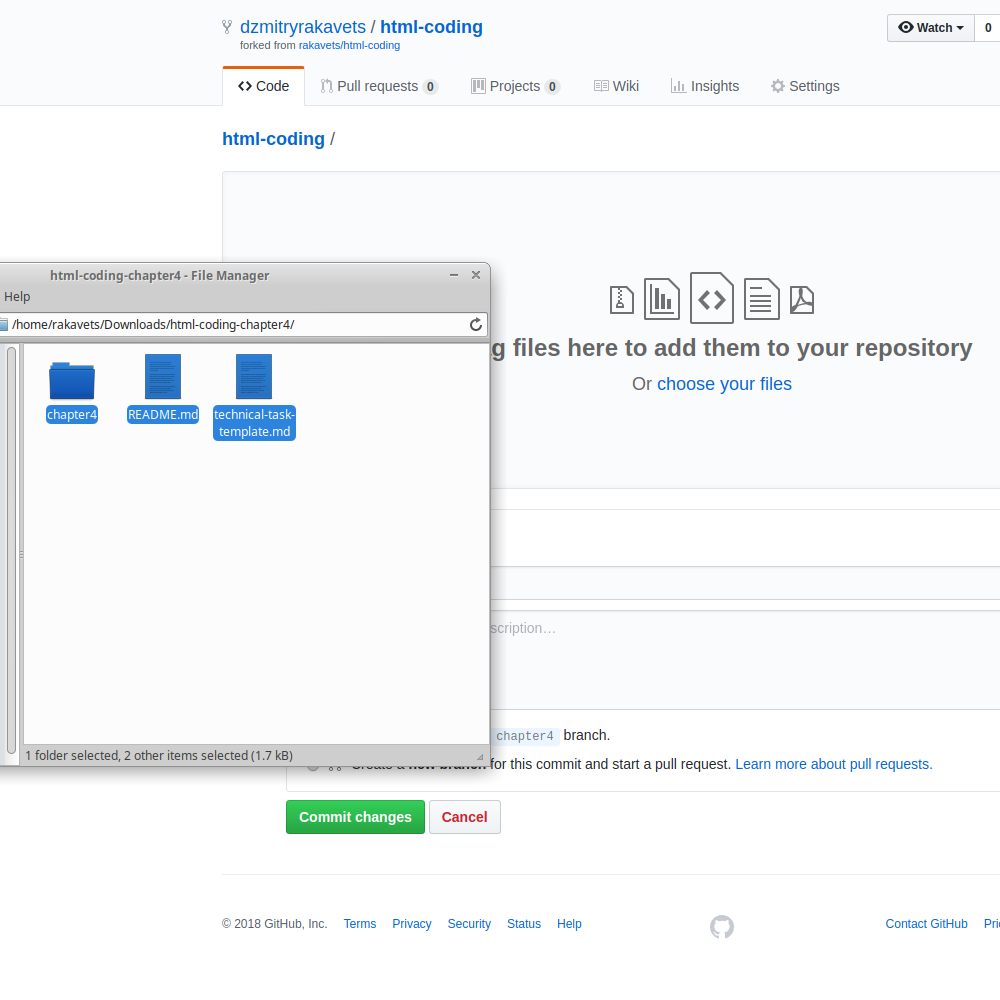 dzmitryrakavets / html-coding
Watch 0
forked from rakavets/html-coding
Code Pull requests 0 Projects 0 Wiki Insights Settings
html-coding /
html-coding-chapter4 - File Manager
Help
/home/rakavets/Downloads/html-coding-chapter4/
chapter4
README.md
technical-task-
template.md
1 folder selected, 2 other items selected (1.7 kB)
g files here to add them to your repository
Or choose your files
scription…
chapter4 branch.
Create a new branch for this commit and start a pull request. Learn more about pull requests.
Commit changes Cancel
© 2018 GitHub, Inc. Terms Privacy Security Status Help Contact GitHub Pri